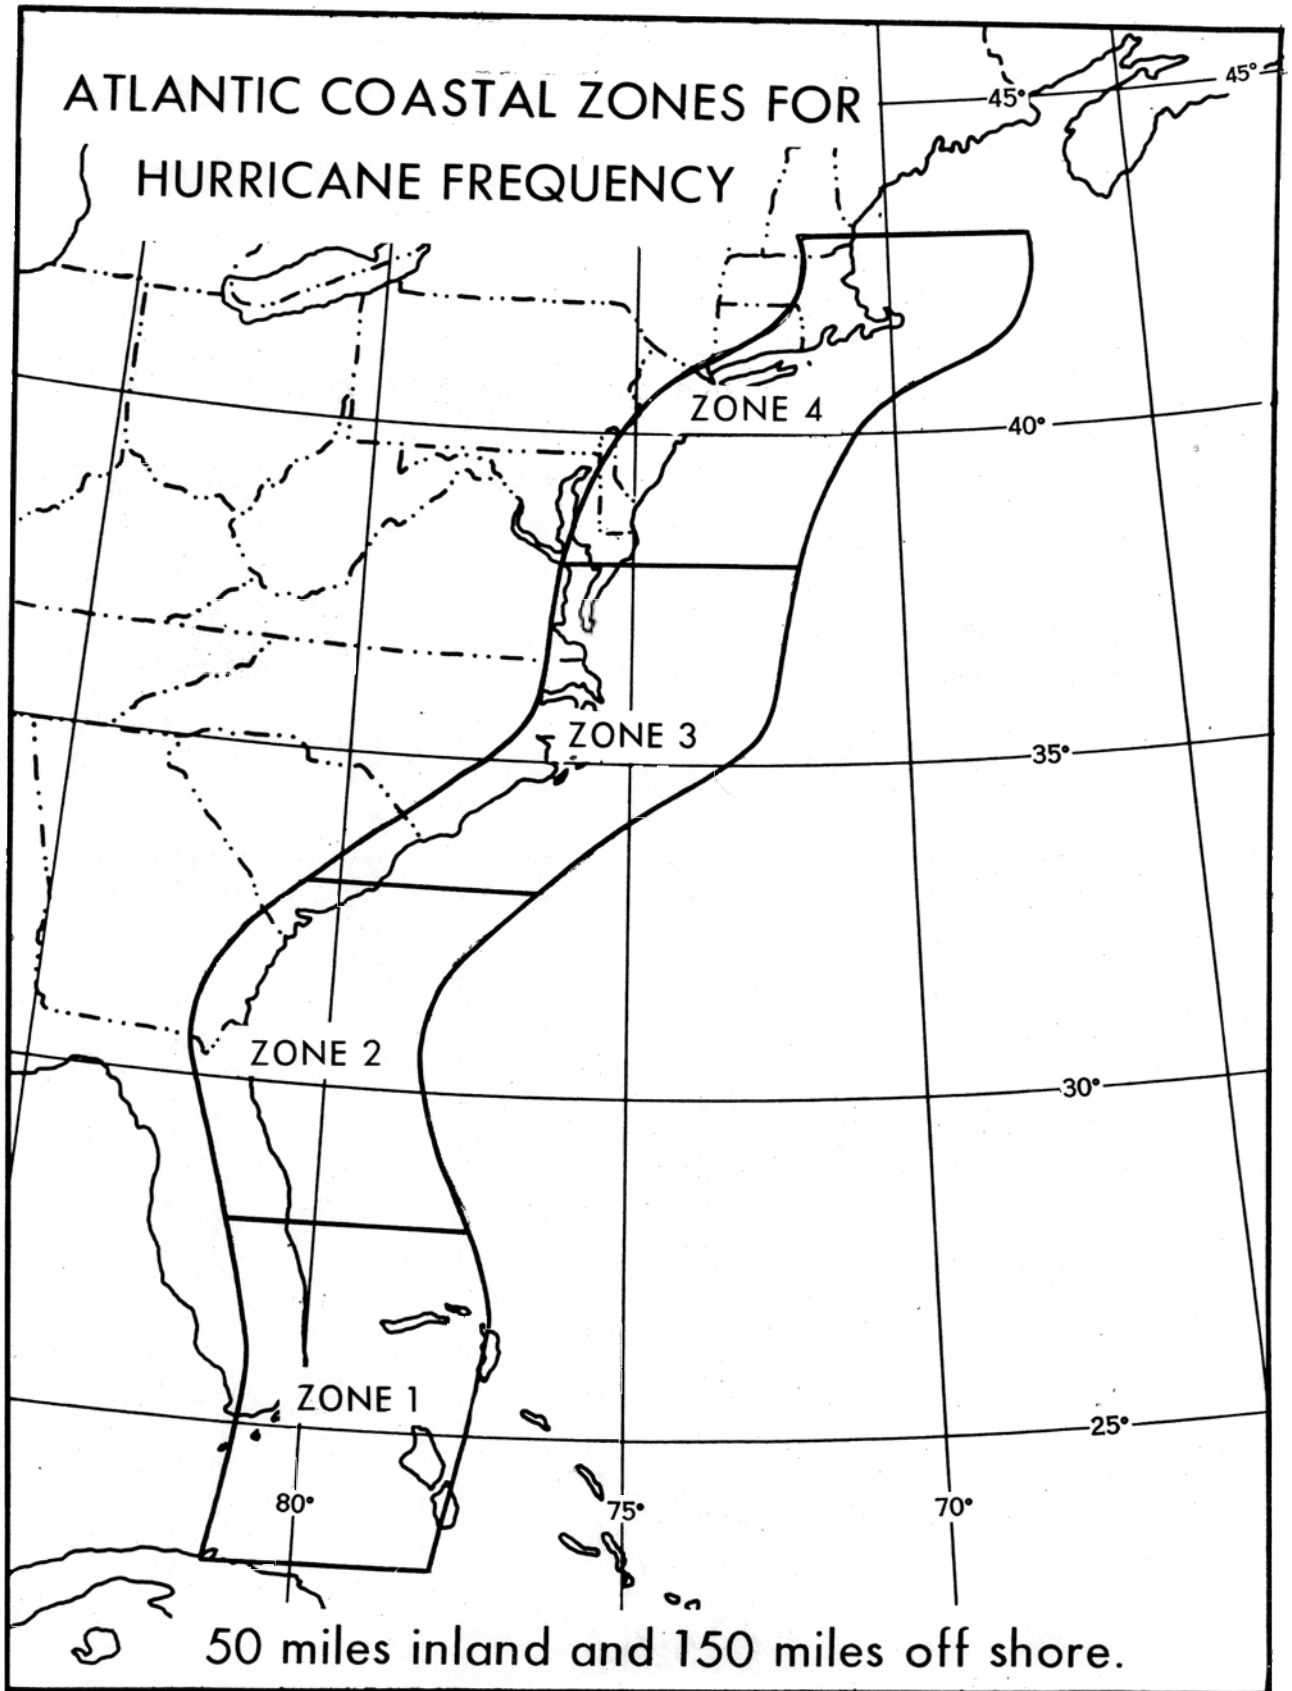 ATLANTIC COASTAL ZONES FOR
HURRICANE FREQUENCY
45°
45°
ZONE 4
40°
ZONE 3
35°
ZONE 2
30°
ZONE 1
25°
80°
75°
70°
50 miles inland and 150 miles off shore.